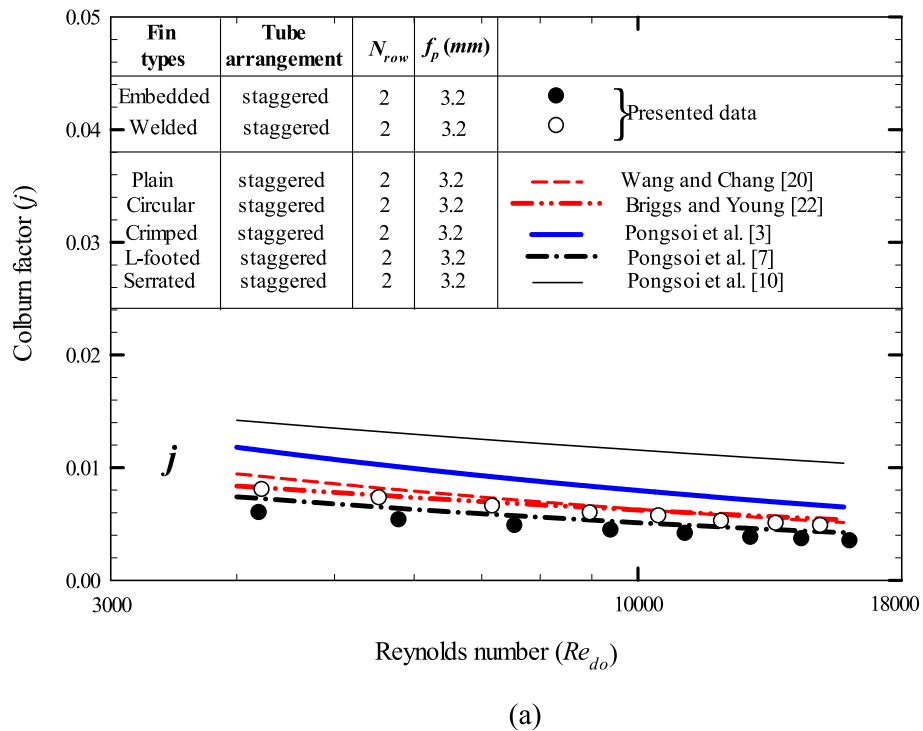 0.05
0.04
0.03
0.02
0.01
0.00
Colburn factor (j)
Fin types Tube arrangement N_row f_p (mm)
Embedded staggered 2 3.2
Welded staggered 2 3.2
Presented data
Plain staggered 2 3.2 Wang and Chang [20]
Circular staggered 2 3.2 Briggs and Young [22]
Crimped staggered 2 3.2 Pongsoi et al. [3]
L-footed staggered 2 3.2 Pongsoi et al. [7]
Serrated staggered 2 3.2 Pongsoi et al. [10]
j
3000 10000 18000
Reynolds number (Re_do)
(a)